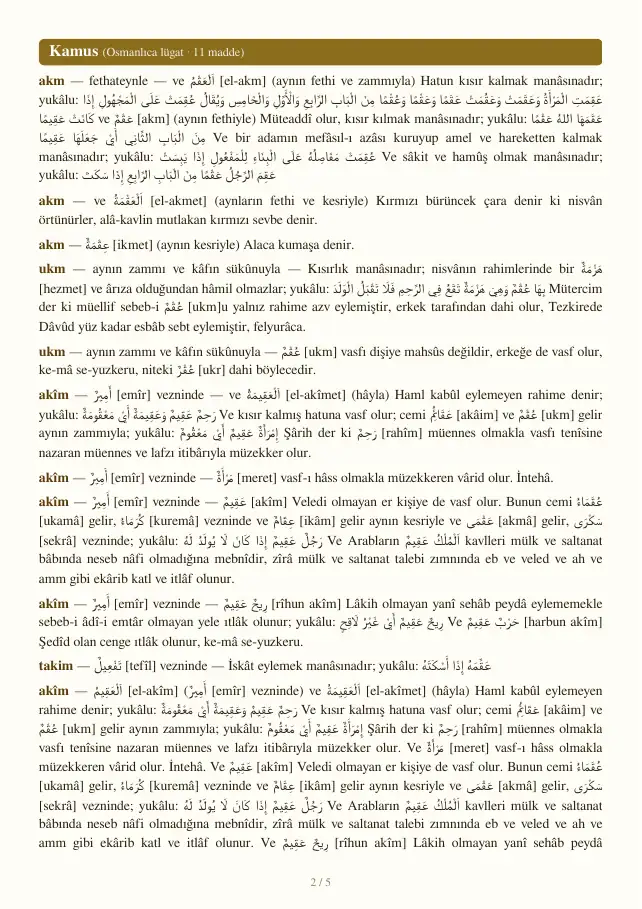 Kamus (Osmanlıca lügat · 11 madde)
akm — fethateynle — ve اَلْعَقْمُ [el-akm] (aynın fethi ve zammıyla) Hatun kısır kalmak manâsınadır;
yukâlu: عَقِمَتِ الْمَرْأَةُ وَعَقَمَتْ وَعَقُمَتْ عَقَمًا وَعَقْمًا وَعُقْمًا مِنَ الْبَابِ الرَّابِعِ وَالْأَوَّلِ وَالْخَامِسِ وَيُقَالُ عُقِمَتْ عَلَى الْمَجْهُولِ إِذَا
كَانَتْ عَقِيمًا ve عَقْمٌ [akm] (aynın fethiyle) Müteaddî olur, kısır kılmak manâsınadır; yukâlu: عَقَمَهَا اللهُ عَقْمًا
مِنَ الْبَابِ الثَّانِي أَيْ جَعَلَهَا عَقِيمًا Ve bir adamın mefâsıl-ı azâsı kuruyup amel ve hareketten kalmak
manâsınadır; yukâlu: عُقِمَتْ مَفَاصِلُهُ عَلَى الْبِنَاءِ لِلْمَفْعُولِ إِذَا يَبِسَتْ Ve sâkit ve hamûş olmak manâsınadır;
yukâlu: عَقِمَ الرَّجُلُ عَقَمًا مِنَ الْبَابِ الرَّابِعِ إِذَا سَكَتَ
akm — ve اَلْعَقْمَةُ [el-akmet] (aynların fethi ve kesriyle) Kırmızı bürüncek çara denir ki nisvân
örtünürler, alâ-kavlin mutlakan kırmızı sevbe denir.
akm — عِقْمَةٌ [ikmet] (aynın kesriyle) Alaca kumaşa denir.
ukm — aynın zammı ve kâfın sükûnuyla — Kısırlık manâsınadır; nisvânın rahimlerinde bir هَزْمَةٌ
[hezmet] ve ârıza olduğundan hâmil olmazlar; yukâlu: بِهَا عُقْمٌ وَهِيَ هَزْمَةٌ تَقَعُ فِي الرَّحِمِ فَلَا تَقْبَلُ الْوَلَدَ Mütercim
der ki müellif sebeb-i عُقْمٌ [ukm]u yalnız rahime azv eylemiştir, erkek tarafından dahi olur, Tezkirede
Dâvûd yüz kadar esbâb sebt eylemiştir, felyurâca.
ukm — aynın zammı ve kâfın sükûnuyla — عُقْمٌ [ukm] vasfı dişiye mahsûs değildir, erkeğe de vasf olur,
ke-mâ se-yuzkeru, niteki عُقْرٌ [ukr] dahi böylecedir.
akîm — أَمِيرٌ [emîr] vezninde — ve اَلْعَقِيمَةُ [el-akîmet] (hâyla) Haml kabûl eylemeyen rahime denir;
yukâlu: رَحِمٌ عَقِيمٌ وَعَقِيمَةٌ أَيْ مَعْقُومَةٌ Ve kısır kalmış hatuna vasf olur; cemi عَقَائِمُ [akâim] ve عُقُمٌ [ukm] gelir
aynın zammıyla; yukâlu: اِمْرَأَةٌ عَقِيمٌ أَيْ مَعْقُومٌ Şârih der ki رَحِمٌ [rahîm] müennes olmakla vasfı tenîsine
nazaran müennes ve lafzı itibârıyla müzekker olur.
akîm — أَمِيرٌ [emîr] vezninde — مَرْأَةٌ [meret] vasf-ı hâss olmakla müzekkeren vârid olur. İntehâ.
akîm — أَمِيرٌ [emîr] vezninde — عَقِيمٌ [akîm] Veledi olmayan er kişiye de vasf olur. Bunun cemi عُقَمَاءُ
[ukamâ] gelir, كُرَمَاءُ [kuremâ] vezninde ve عِقَامٌ [ikâm] gelir aynın kesriyle ve عَقْمَى [akmâ] gelir, سَكْرَى
[sekrâ] vezninde; yukâlu: رَجُلٌ عَقِيمٌ إِذَا كَانَ لَا يُولَدُ لَهُ Ve Arabların اَلْمُلْكُ عَقِيمٌ kavlleri mülk ve saltanat
bâbında neseb nâfi olmadığına mebnîdir, zîrâ mülk ve saltanat talebi zımnında eb ve veled ve ah ve
amm gibi ekârib katl ve itlâf olunur.
akîm — أَمِيرٌ [emîr] vezninde — رِيحٌ عَقِيمٌ [rîhun akîm] Lâkih olmayan yanî sehâb peydâ eylememekle
sebeb-i âdî-i emtâr olmayan yele ıtlâk olunur; yukâlu: رِيحٌ عَقِيمٌ أَيْ غَيْرُ لَاقِحٍ Ve حَرْبٌ عَقِيمٌ [harbun akîm]
Şedîd olan cenge ıtlâk olunur, ke-mâ se-yuzkeru.
takim — تَفْعِيلٌ [tefîl] vezninde — İskât eylemek manâsınadır; yukâlu: عَقَّمَهُ إِذَا أَسْكَتَهُ
akîm — اَلْعَقِيمُ [el-akîm] (أَمِيرٌ [emîr] vezninde) ve اَلْعَقِيمَةُ [el-akîmet] (hâyla) Haml kabûl eylemeyen
rahime denir; yukâlu: رَحِمٌ عَقِيمٌ وَعَقِيمَةٌ أَيْ مَعْقُومَةٌ Ve kısır kalmış hatuna vasf olur; cemi عَقَائِمُ [akâim] ve
عُقُمٌ [ukm] gelir aynın zammıyla; yukâlu: اِمْرَأَةٌ عَقِيمٌ أَيْ مَعْقُومٌ Şârih der ki رَحِمٌ [rahîm] müennes olmakla
vasfı tenîsine nazaran müennes ve lafzı itibârıyla müzekker olur. Ve مَرْأَةٌ [meret] vasf-ı hâss olmakla
müzekkeren vârid olur. İntehâ. Ve عَقِيمٌ [akîm] Veledi olmayan er kişiye de vasf olur. Bunun cemi عُقَمَاءُ
[ukamâ] gelir, كُرَمَاءُ [kuremâ] vezninde ve عِقَامٌ [ikâm] gelir aynın kesriyle ve عَقْمَى [akmâ] gelir, سَكْرَى
[sekrâ] vezninde; yukâlu: رَجُلٌ عَقِيمٌ إِذَا كَانَ لَا يُولَدُ لَهُ Ve Arabların اَلْمُلْكُ عَقِيمٌ kavlleri mülk ve saltanat
bâbında neseb nâfi olmadığına mebnîdir, zîrâ mülk ve saltanat talebi zımnında eb ve veled ve ah ve
amm gibi ekârib katl ve itlâf olunur. Ve رِيحٌ عَقِيمٌ [rîhun akîm] Lâkih olmayan yanî sehâb peydâ
2 / 5